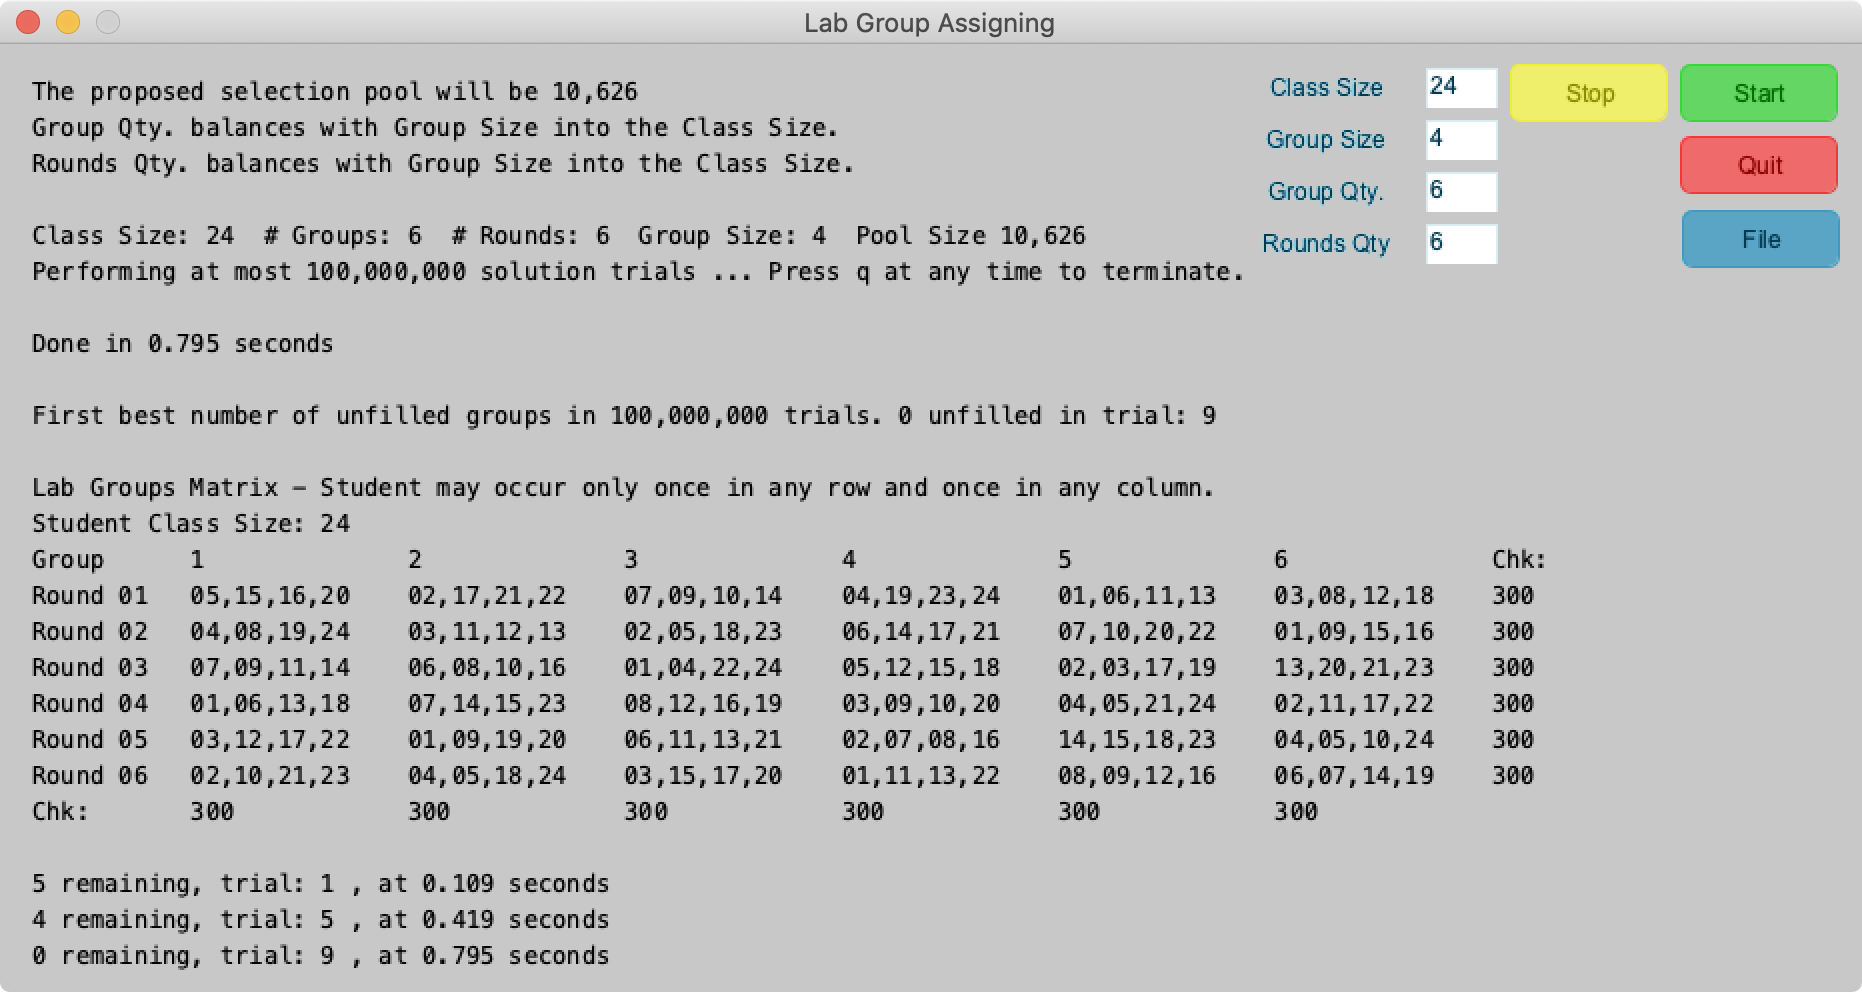 Lab Group Assigning
The proposed selection pool will be 10,626
Group Qty. balances with Group Size into the Class Size.
Rounds Qty. balances with Group Size into the Class Size.
Class Size 24 Stop Start
Group Size 4 Quit
Group Qty. 6
Rounds Qty 6 File
Class Size: 24 # Groups: 6 # Rounds: 6 Group Size: 4 Pool Size 10,626
Performing at most 100,000,000 solution trials ... Press q at any time to terminate.
Done in 0.795 seconds
First best number of unfilled groups in 100,000,000 trials. 0 unfilled in trial: 9
Lab Groups Matrix – Student may occur only once in any row and once in any column.
Student Class Size: 24
Group 1 2 3 4 5 6 Chk:
Round 01 05,15,16,20 02,17,21,22 07,09,10,14 04,19,23,24 01,06,11,13 03,08,12,18 300
Round 02 04,08,19,24 03,11,12,13 02,05,18,23 06,14,17,21 07,10,20,22 01,09,15,16 300
Round 03 07,09,11,14 06,08,10,16 01,04,22,24 05,12,15,18 02,03,17,19 13,20,21,23 300
Round 04 01,06,13,18 07,14,15,23 08,12,16,19 03,09,10,20 04,05,21,24 02,11,17,22 300
Round 05 03,12,17,22 01,09,19,20 06,11,13,21 02,07,08,16 14,15,18,23 04,05,10,24 300
Round 06 02,10,21,23 04,05,18,24 03,15,17,20 01,11,13,22 08,09,12,16 06,07,14,19 300
Chk: 300 300 300 300 300 300
5 remaining, trial: 1 , at 0.109 seconds
4 remaining, trial: 5 , at 0.419 seconds
0 remaining, trial: 9 , at 0.795 seconds